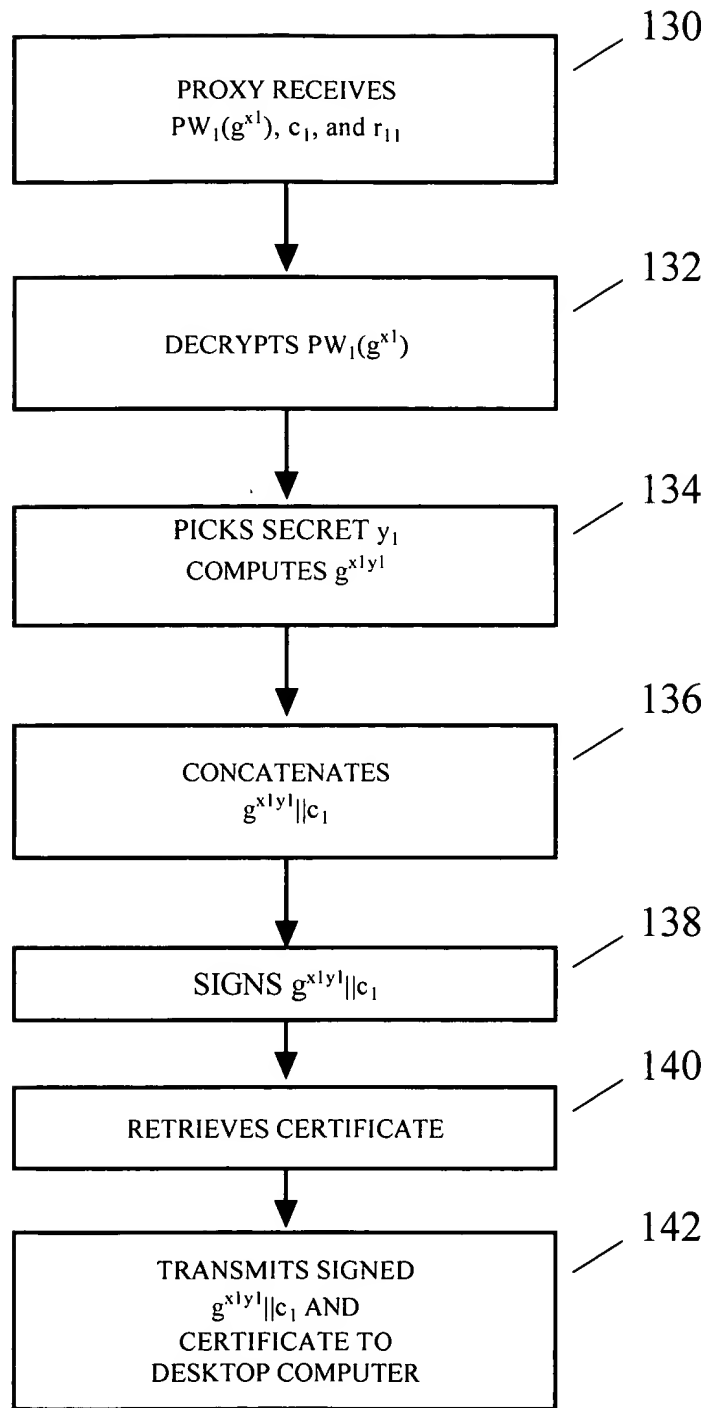 130
PROXY RECEIVES
PW₁(gˣ¹), c₁, and r₁₁
132
DECRYPTS PW₁(gˣ¹)
134
PICKS SECRET y₁
COMPUTES gˣ¹ʸ¹
136
CONCATENATES
gˣ¹ʸ¹||c₁
138
SIGNS gˣ¹ʸ¹||c₁
140
RETRIEVES CERTIFICATE
142
TRANSMITS SIGNED
gˣ¹ʸ¹||c₁ AND
CERTIFICATE TO
DESKTOP COMPUTER